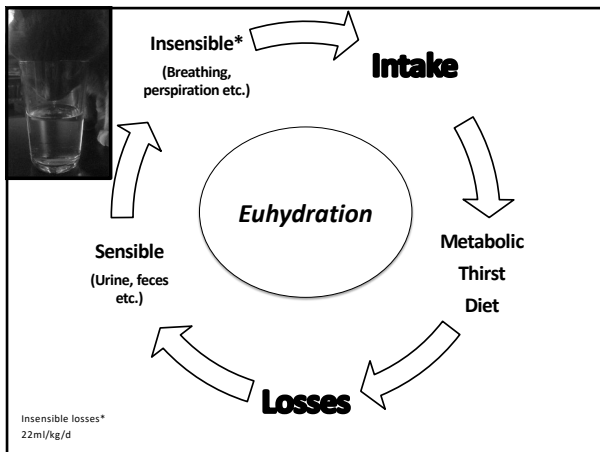 Insensible*
(Breathing,
perspiration etc.)
Intake
Euhydration
Metabolic
Thirst
Diet
Sensible
(Urine, feces
etc.)
Losses
Insensible losses*
22ml/kg/d